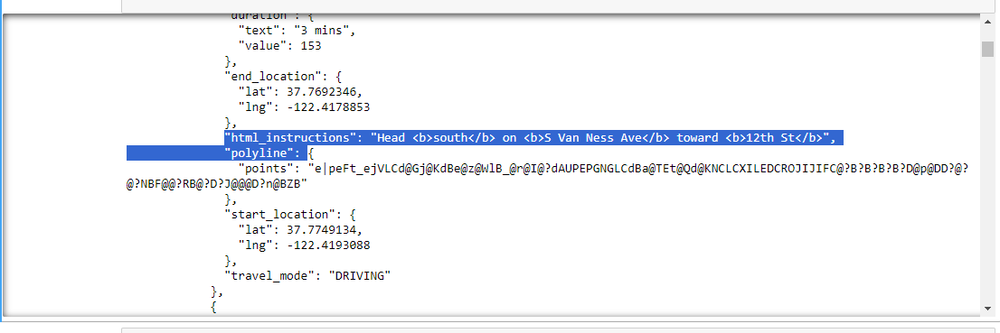 "duration": {
"text": "3 mins",
"value": 153
},
"end_location": {
"lat": 37.7692346,
"lng": -122.4178853
},
"html_instructions": "Head <b>south</b> on <b>S Van Ness Ave</b> toward <b>12th St</b>",
"polyline": {
"points": "e|peFt_ejVLCd@Gj@KdBe@z@WlB_@r@I@?dAUPEPGNGLCdBa@TEt@Qd@KNCLCXILEDCROJIJIFC@?B?B?B?B?D@p@DD?@?
@?NBF@@?RB@?D?J@@@D?n@BZB"
},
"start_location": {
"lat": 37.7749134,
"lng": -122.4193088
},
"travel_mode": "DRIVING"
},
{